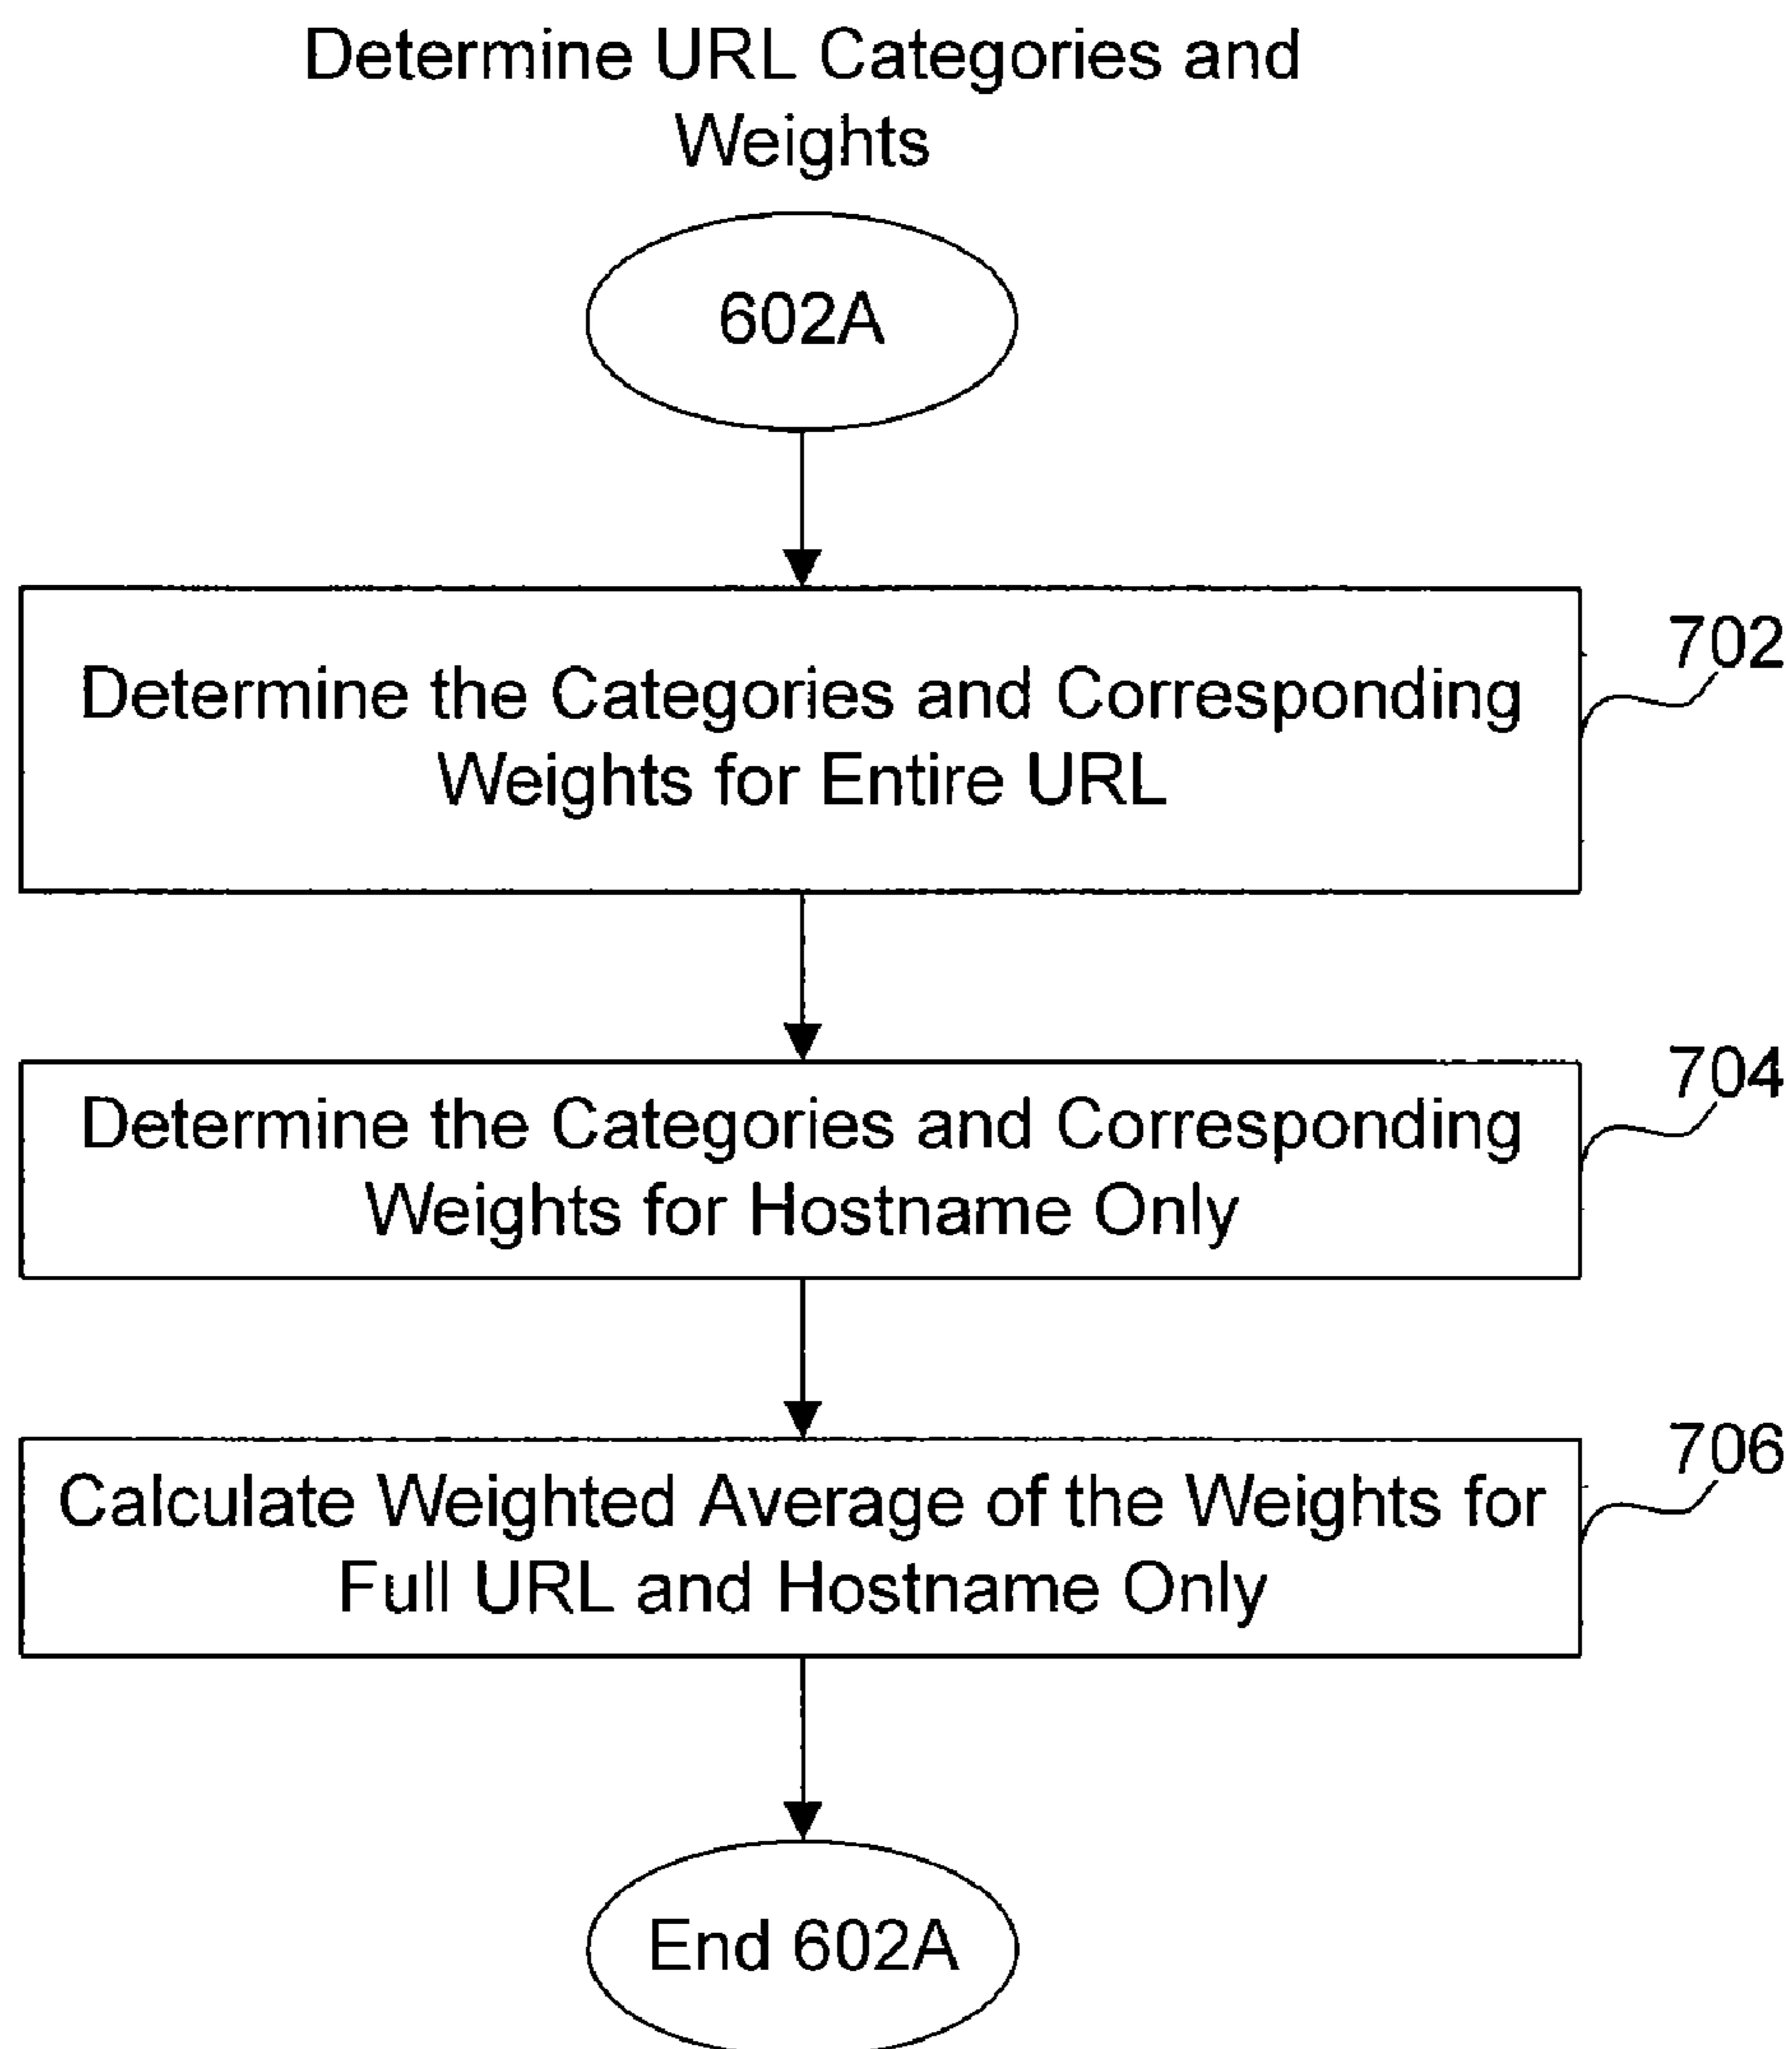 Determine URL Categories and
Weights
602A
702
Determine the Categories and Corresponding
Weights for Entire URL
704
Determine the Categories and Corresponding
Weights for Hostname Only
706
Calculate Weighted Average of the Weights for
Full URL and Hostname Only
End 602A